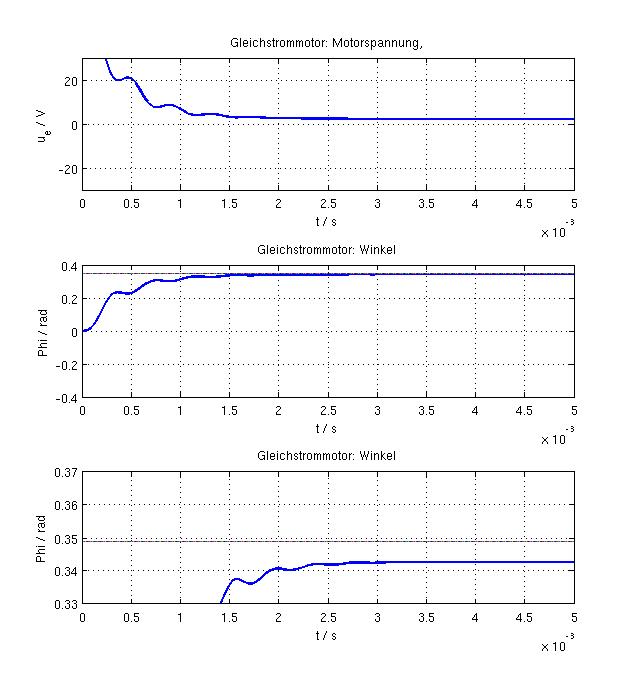 Gleichstrommotor: Motorspannung,
20
0
-20
u_e / V
0 0.5 1 1.5 2 2.5 3 3.5 4 4.5 5
t / s
x 10^-3
Gleichstrommotor: Winkel
0.4
0.2
0
-0.2
-0.4
Phi / rad
0 0.5 1 1.5 2 2.5 3 3.5 4 4.5 5
t / s
x 10^-3
Gleichstrommotor: Winkel
0.37
0.36
0.35
0.34
0.33
Phi / rad
0 0.5 1 1.5 2 2.5 3 3.5 4 4.5 5
t / s
x 10^-3